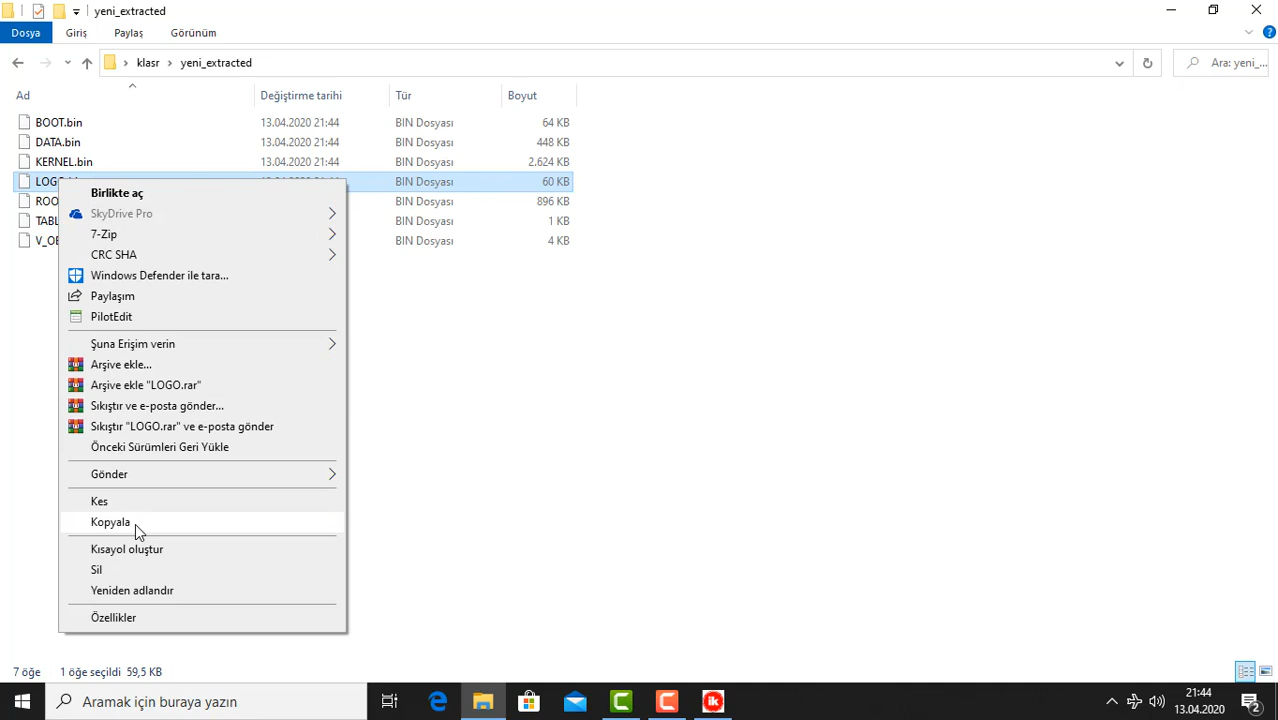 yeni_extracted
Dosya Giriş Paylaş Görünüm
klasr yeni_extracted Ara: yeni_...
Ad Değiştirme tarihi Tür Boyut
BOOT.bin 13.04.2020 21:44 BIN Dosyası 64 KB
DATA.bin 13.04.2020 21:44 BIN Dosyası 448 KB
KERNEL.bin 13.04.2020 21:44 BIN Dosyası 2.624 KB
BIN Dosyası 60 KB
ROO BIN Dosyası 896 KB
TABL BIN Dosyası 1 KB
V_OE BIN Dosyası 4 KB
Birlikte aç
SkyDrive Pro
7-Zip
CRC SHA
Windows Defender ile tara...
Paylaşım
PilotEdit
Şuna Erişim verin
Arşive ekle...
Arşive ekle "LOGO.rar"
Sıkıştır ve e-posta gönder...
Sıkıştır "LOGO.rar" ve e-posta gönder
Önceki Sürümleri Geri Yükle
Gönder
Kes
Kopyala
Kısayol oluştur
Sil
Yeniden adlandır
Özellikler
7 öğe 1 öğe seçildi 59,5 KB
Aramak için buraya yazın
ik
21:44
13.04.2020
2